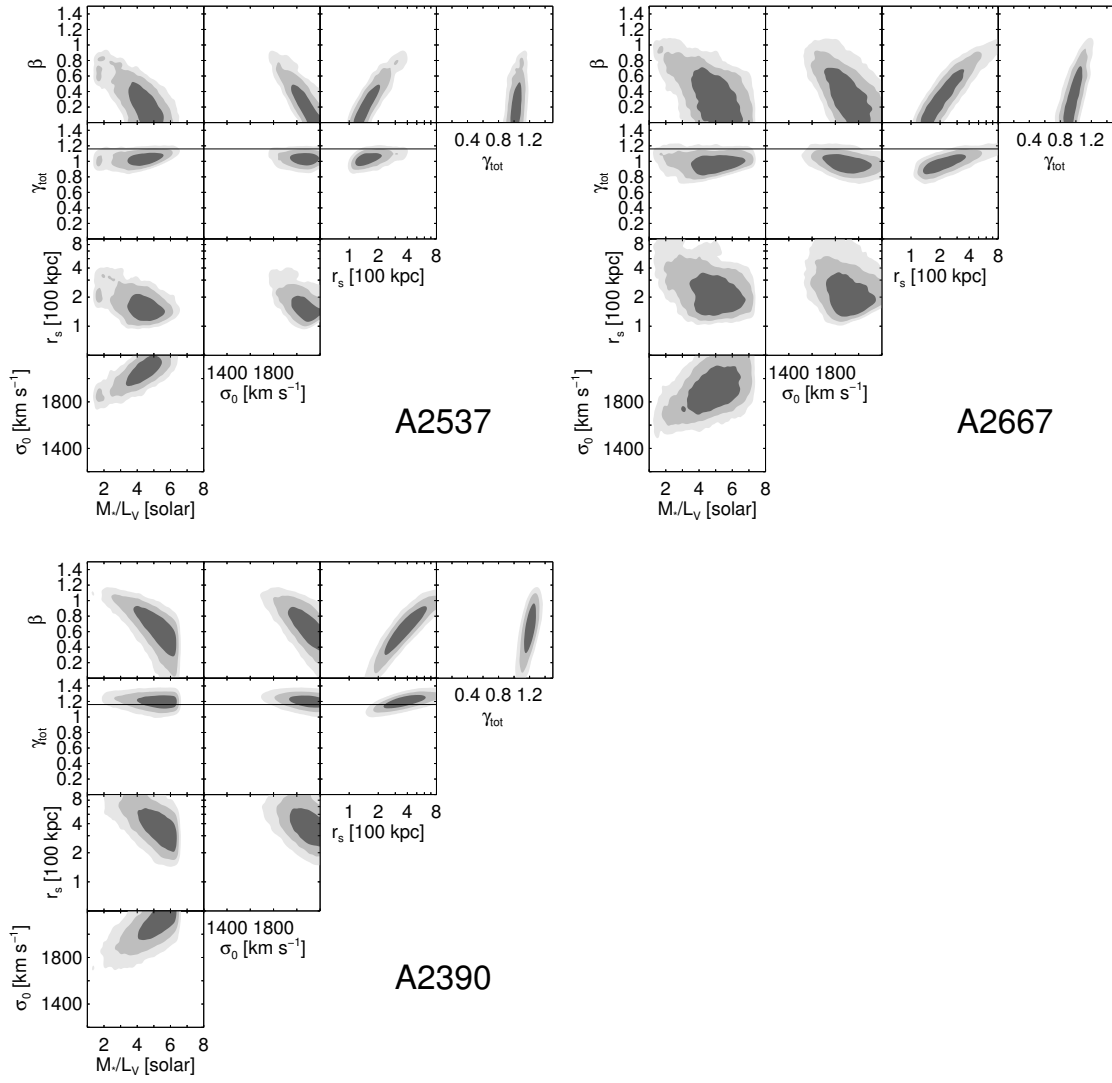 1.4
1.2
1
β 0.8
0.6
0.4
0.2
1.4
1.2
1
γtot 0.8
0.6
0.4
0.2
0.4 0.8 1.2
γtot
8
4
rs [100 kpc] 2
1
1 2 4 8
rs [100 kpc]
σ0 [km s−1] 1800
1400
1400 1800
σ0 [km s−1]
2 4 6 8
M*/LV [solar]
A2537
1.4
1.2
1
β 0.8
0.6
0.4
0.2
1.4
1.2
1
γtot 0.8
0.6
0.4
0.2
0.4 0.8 1.2
γtot
8
4
rs [100 kpc] 2
1
1 2 4 8
rs [100 kpc]
σ0 [km s−1] 1800
1400
1400 1800
σ0 [km s−1]
2 4 6 8
M*/LV [solar]
A2667
1.4
1.2
1
β 0.8
0.6
0.4
0.2
1.4
1.2
1
γtot 0.8
0.6
0.4
0.2
0.4 0.8 1.2
γtot
8
4
rs [100 kpc] 2
1
1 2 4 8
rs [100 kpc]
σ0 [km s−1] 1800
1400
1400 1800
σ0 [km s−1]
2 4 6 8
M*/LV [solar]
A2390